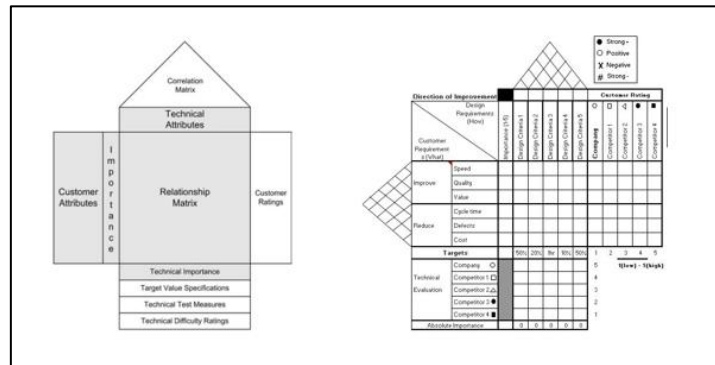 Correlation
Matrix
Technical
Attributes
Customer
Attributes
Importance
Relationship
Matrix
Customer
Ratings
Technical Importance
Target Value Specifications
Technical Test Measures
Technical Difficulty Ratings
Strong+
Positive
X Negative
# Strong-
Direction of Improvement
Customer Rating
Design
Requirements
(How)
Customer
Requirement
s (What)
Importance (1-5)
Design Criteria 1
Design Criteria 2
Design Criteria 3
Design Criteria 4
Design Criteria 5
Company
Competitor 1
Competitor 2
Competitor 3
Competitor 4
Improve
Speed
Quality
Value
Reduce
Cycle time
Defects
Cost
Targets
50% 20% 10% 50%
1 2 3 4 5
1(low) - 5(high)
Technical
Evaluation
Company
Competitor 1
Competitor 2
Competitor 3
Competitor 4
5
4
3
2
1
Absolute Importance
0 0 0 0 0